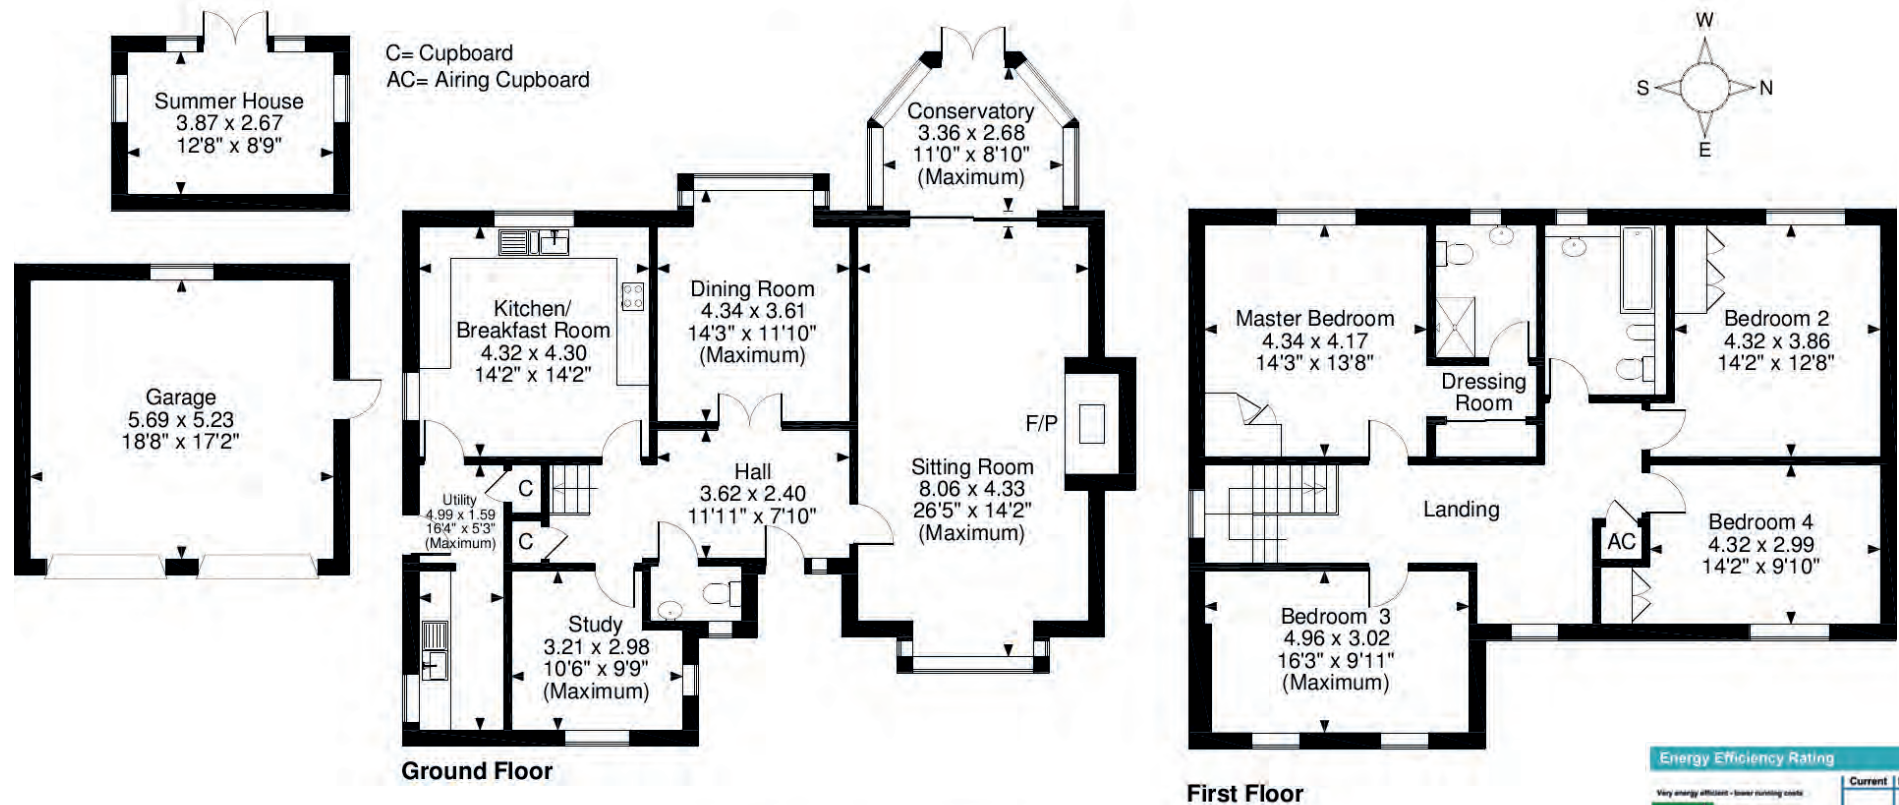 C= Cupboard
AC= Airing Cupboard
Summer House
3.87 x 2.67
12'8" x 8'9"
Conservatory
3.36 x 2.68
11'0" x 8'10"
(Maximum)
W
S
N
E
Kitchen/
Breakfast Room
4.32 x 4.30
14'2" x 14'2"
Dining Room
4.34 x 3.61
14'3" x 11'10"
(Maximum)
Garage
5.69 x 5.23
18'8" x 17'2"
F/P
Sitting Room
8.06 x 4.33
26'5" x 14'2"
(Maximum)
Hall
3.62 x 2.40
11'11" x 7'10"
Utility
4.99 x 1.59
16'4" x 5'3"
(Maximum)
C
C
Study
3.21 x 2.98
10'6" x 9'9"
(Maximum)
Ground Floor
Master Bedroom
4.34 x 4.17
14'3" x 13'8"
Dressing
Room
Bedroom 2
4.32 x 3.86
14'2" x 12'8"
Landing
AC
Bedroom 4
4.32 x 2.99
14'2" x 9'10"
Bedroom 3
4.96 x 3.02
16'3" x 9'11"
(Maximum)
First Floor
Energy Efficiency Rating
Current
Very energy efficient - lower running costs